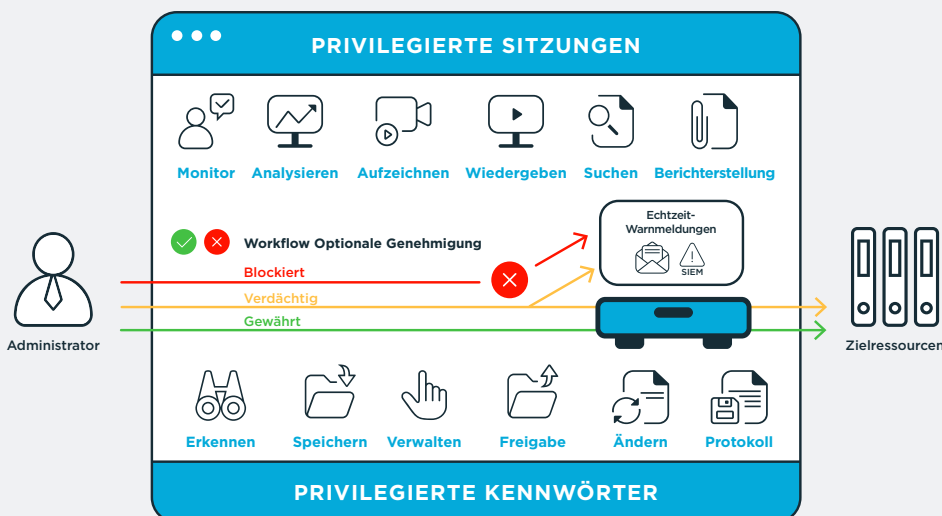 PRIVILEGIERTE SITZUNGEN
Monitor Analysieren Aufzeichnen Wiedergeben Suchen Berichterstellung
Echtzeit-
Warnmeldungen
SIEM
Workflow Optionale Genehmigung
Blockiert
Verdächtig
Gewährt
Administrator
Zielressourcen
Erkennen Speichern Verwalten Freigabe Ändern Protokoll
PRIVILEGIERTE KENNWÖRTER